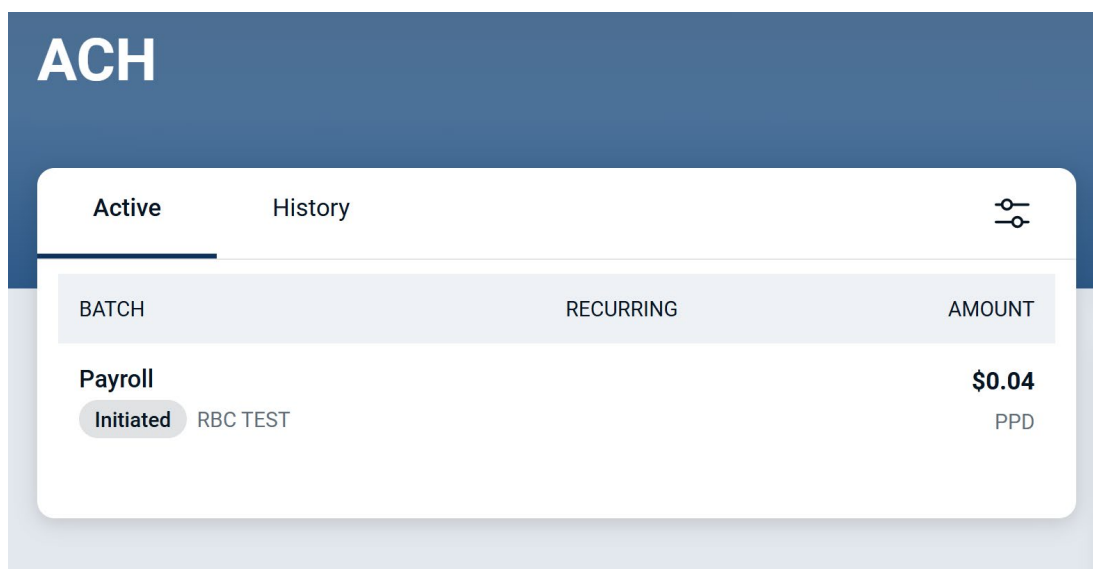 ACH
Active History
BATCH RECURRING AMOUNT
Payroll $0.04
Initiated RBC TEST PPD